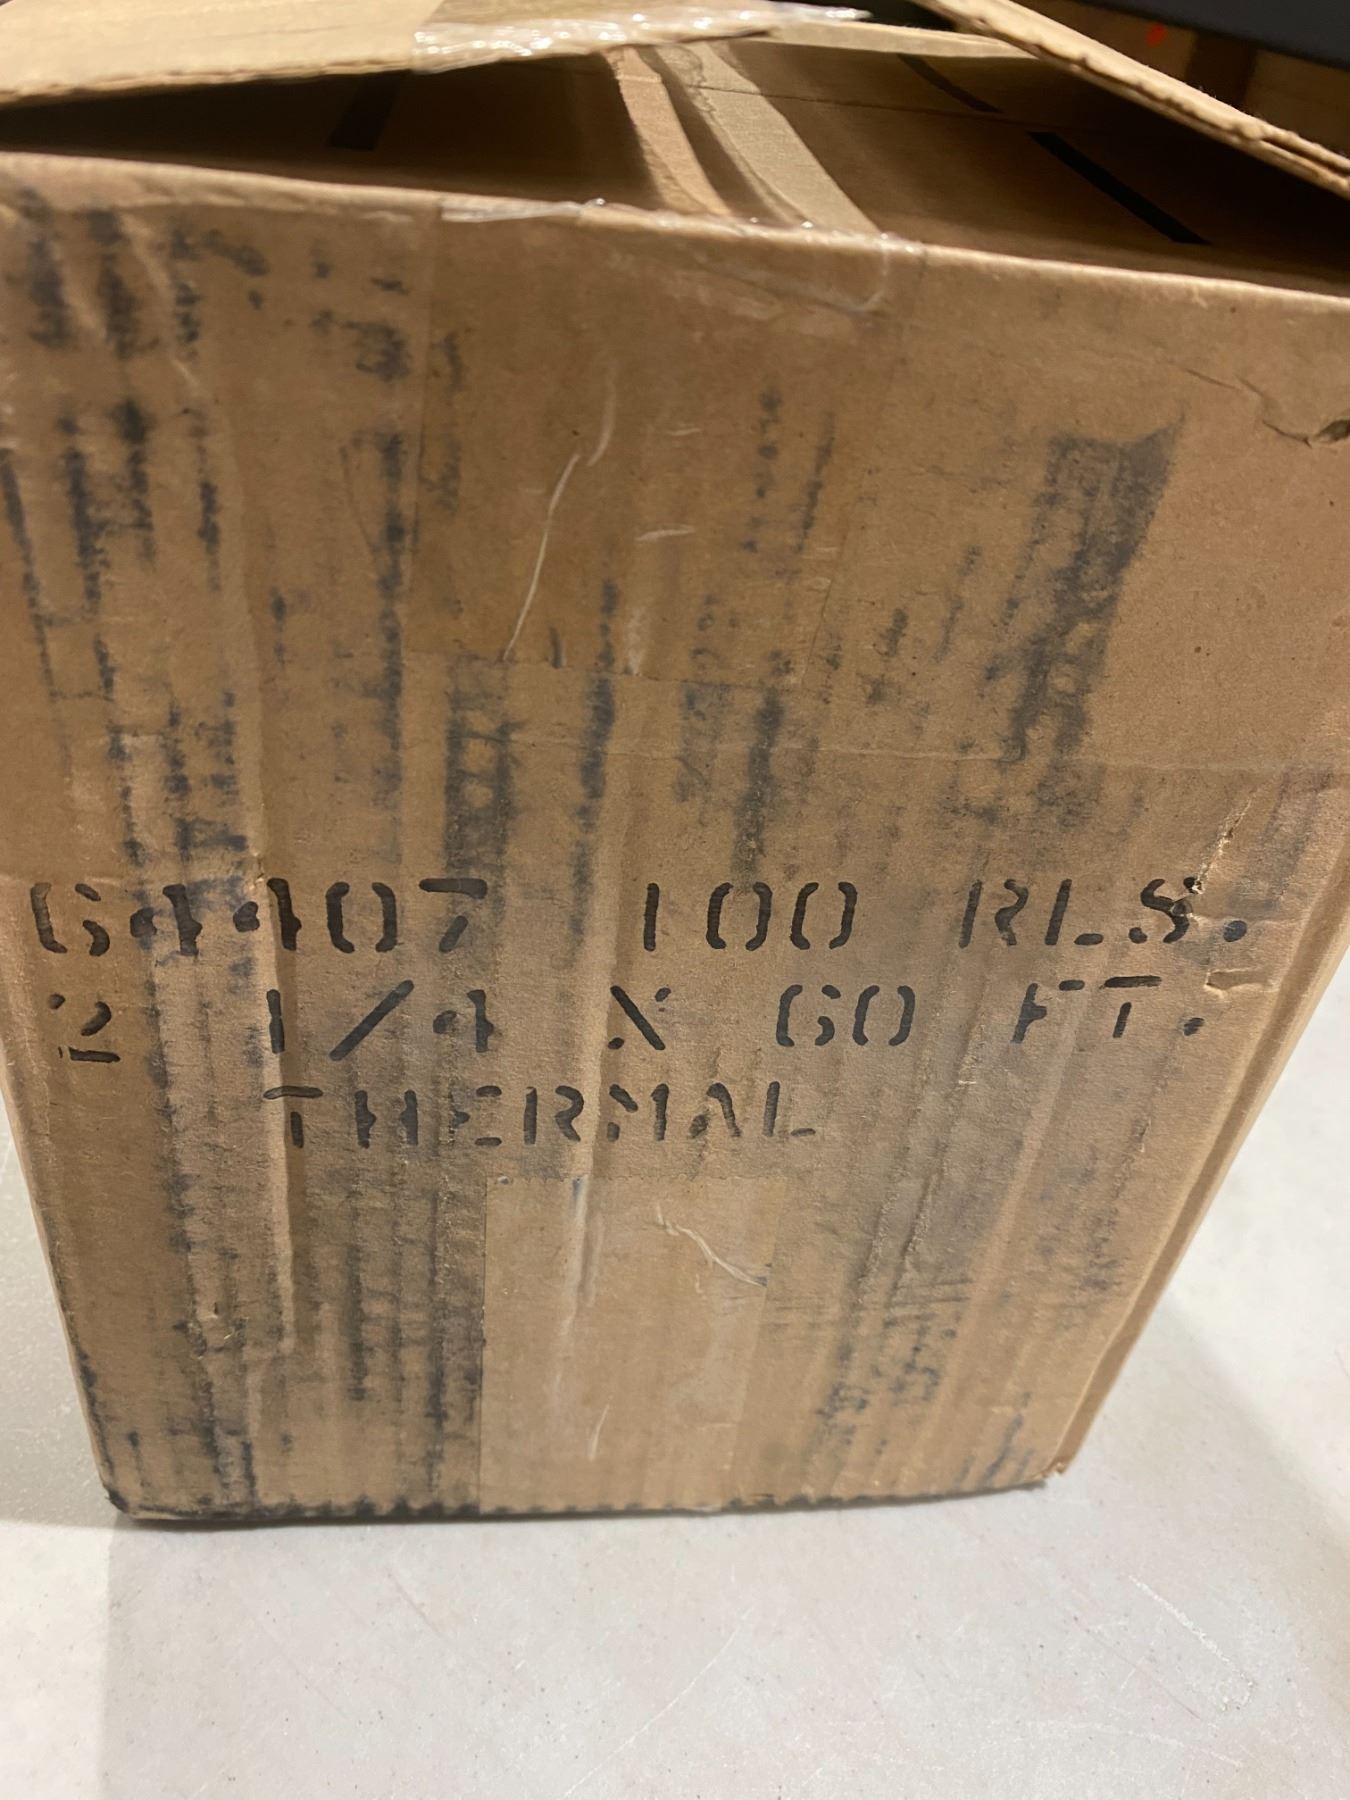 64407 100 RLS.
2 1/4 X 60 FT.
THERMAL